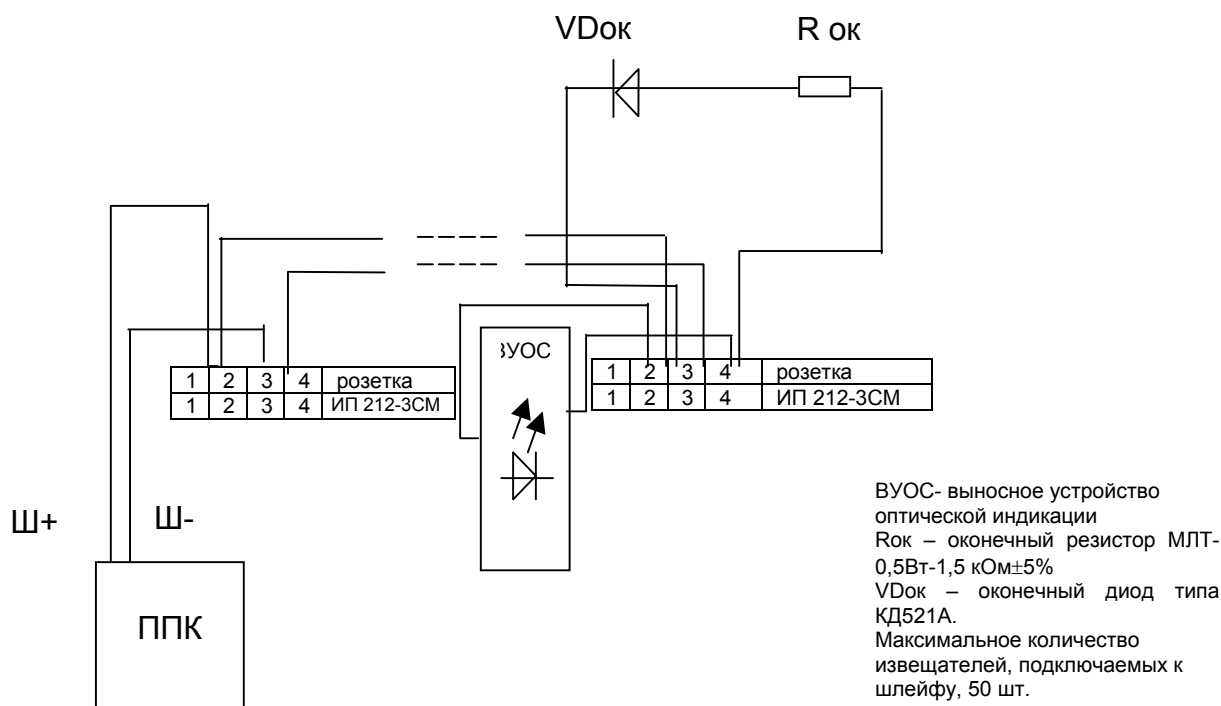 VDок R ок
ВУОС
1 2 3 4 розетка
1 2 3 4 ИП 212-3СМ
1 2 3 4 розетка
1 2 3 4 ИП 212-3СМ
Ш+ Ш-
ППК
ВУОС- выносное устройство
оптической индикации
Rок – оконечный резистор МЛТ-
0,5Вт-1,5 кОм±5%
VDок – оконечный диод типа
КД521А.
Максимальное количество
извещателей, подключаемых к
шлейфу, 50 шт.